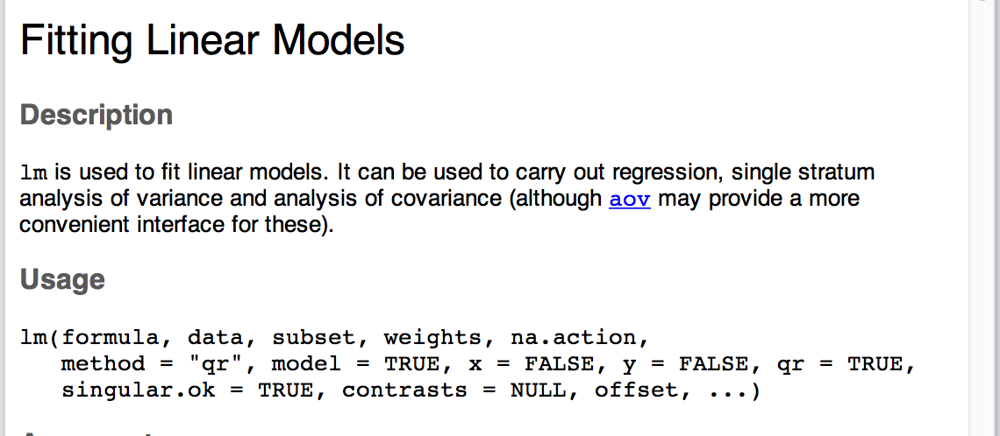 Fitting Linear Models
Description
lm is used to fit linear models. It can be used to carry out regression, single stratum
analysis of variance and analysis of covariance (although aov may provide a more
convenient interface for these).
Usage
lm(formula, data, subset, weights, na.action,
   method = "qr", model = TRUE, x = FALSE, y = FALSE, qr = TRUE,
   singular.ok = TRUE, contrasts = NULL, offset, ...)